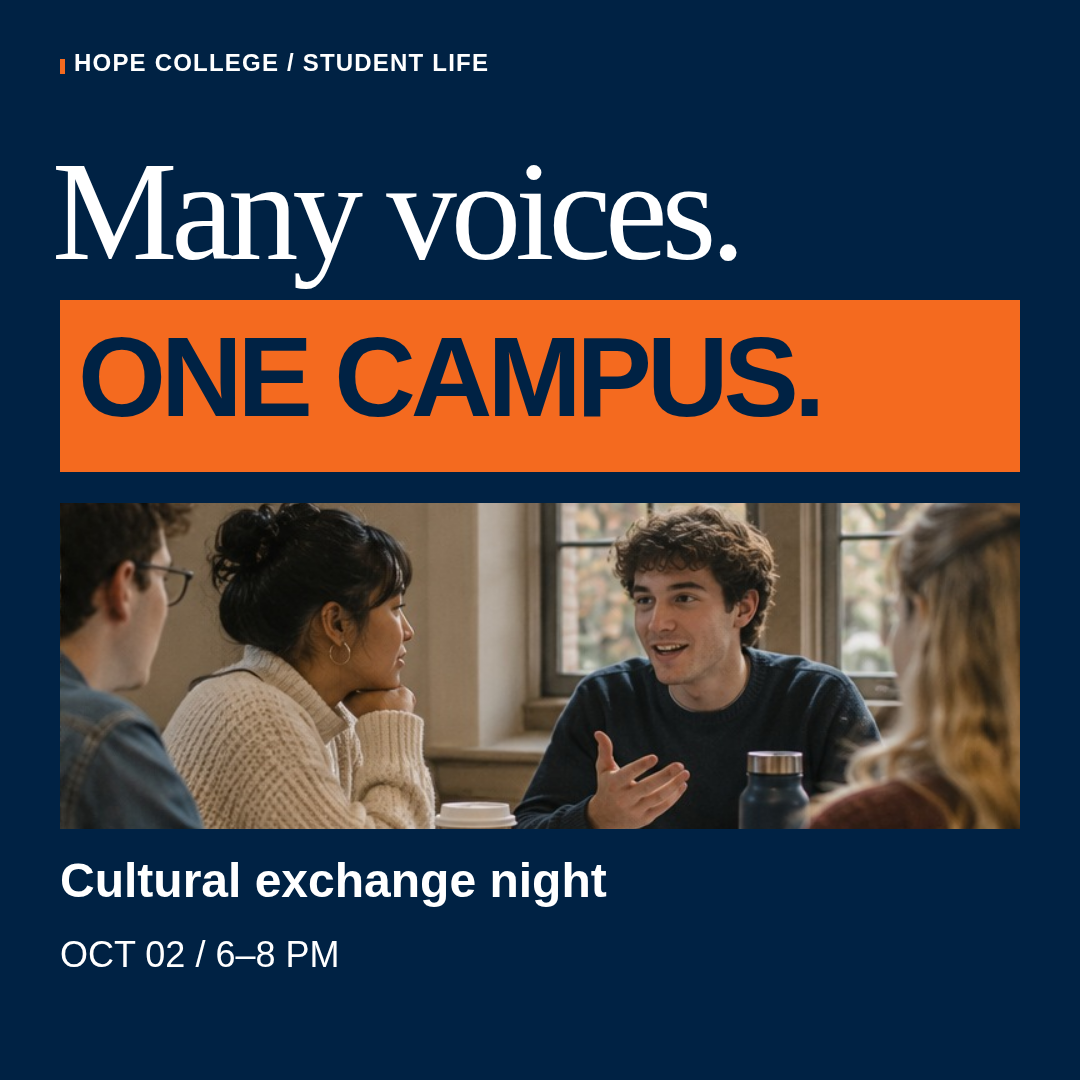 HOPE COLLEGE / STUDENT LIFE
Many voices.
ONE CAMPUS.
Cultural exchange night
OCT 02 / 6–8 PM